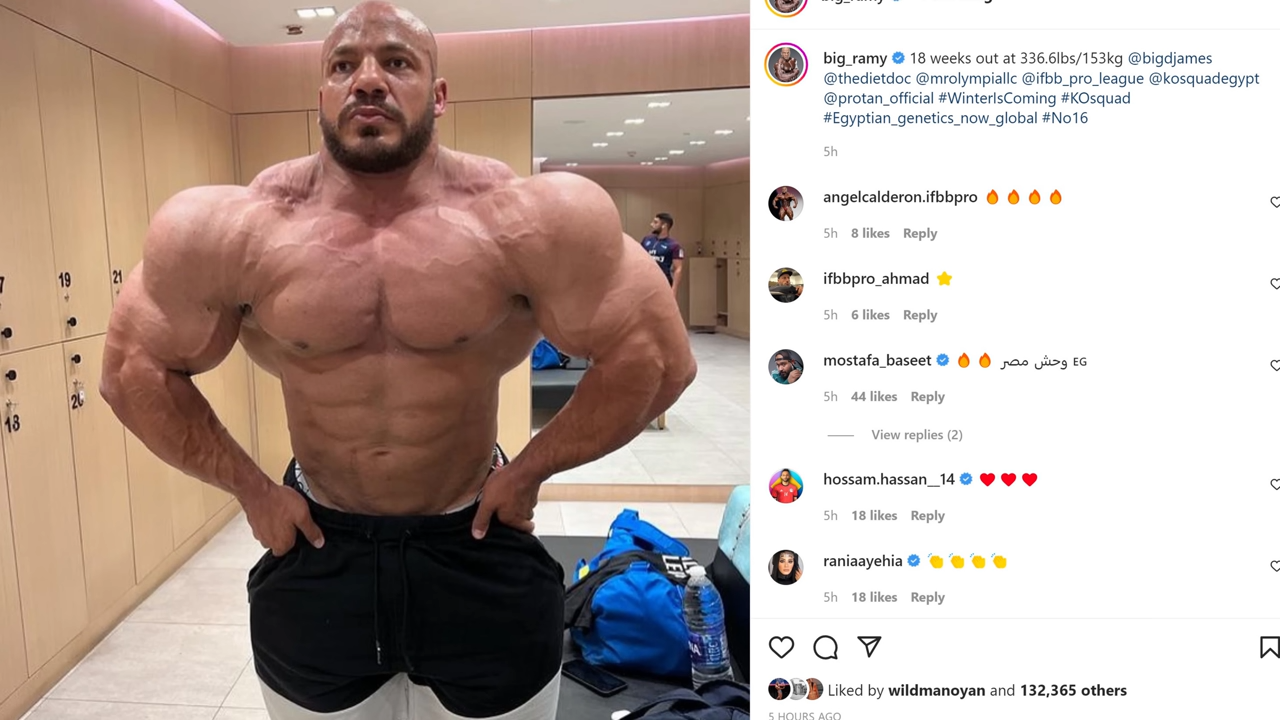 big_ramy 18 weeks out at 336.6lbs/153kg @bigdjames
@thedietdoc @mrolympiallc @ifbb_pro_league @kosquadegypt
@protan_official #WinterIsComing #KOsquad
#Egyptian_genetics_now_global #No16
5h
angelcalderon.ifbbpro 🔥🔥🔥🔥
5h 8 likes Reply
ifbbpro_ahmad ⭐
5h 6 likes Reply
mostafa_baseet 🔥🔥 وحش مصر EG
5h 44 likes Reply
View replies (2)
hossam.hassan__14 ❤️❤️❤️
5h 18 likes Reply
raniaayehia 👏👏👏👏
5h 18 likes Reply
Liked by wildmanoyan and 132,365 others
5 HOURS AGO
19
21
20
18